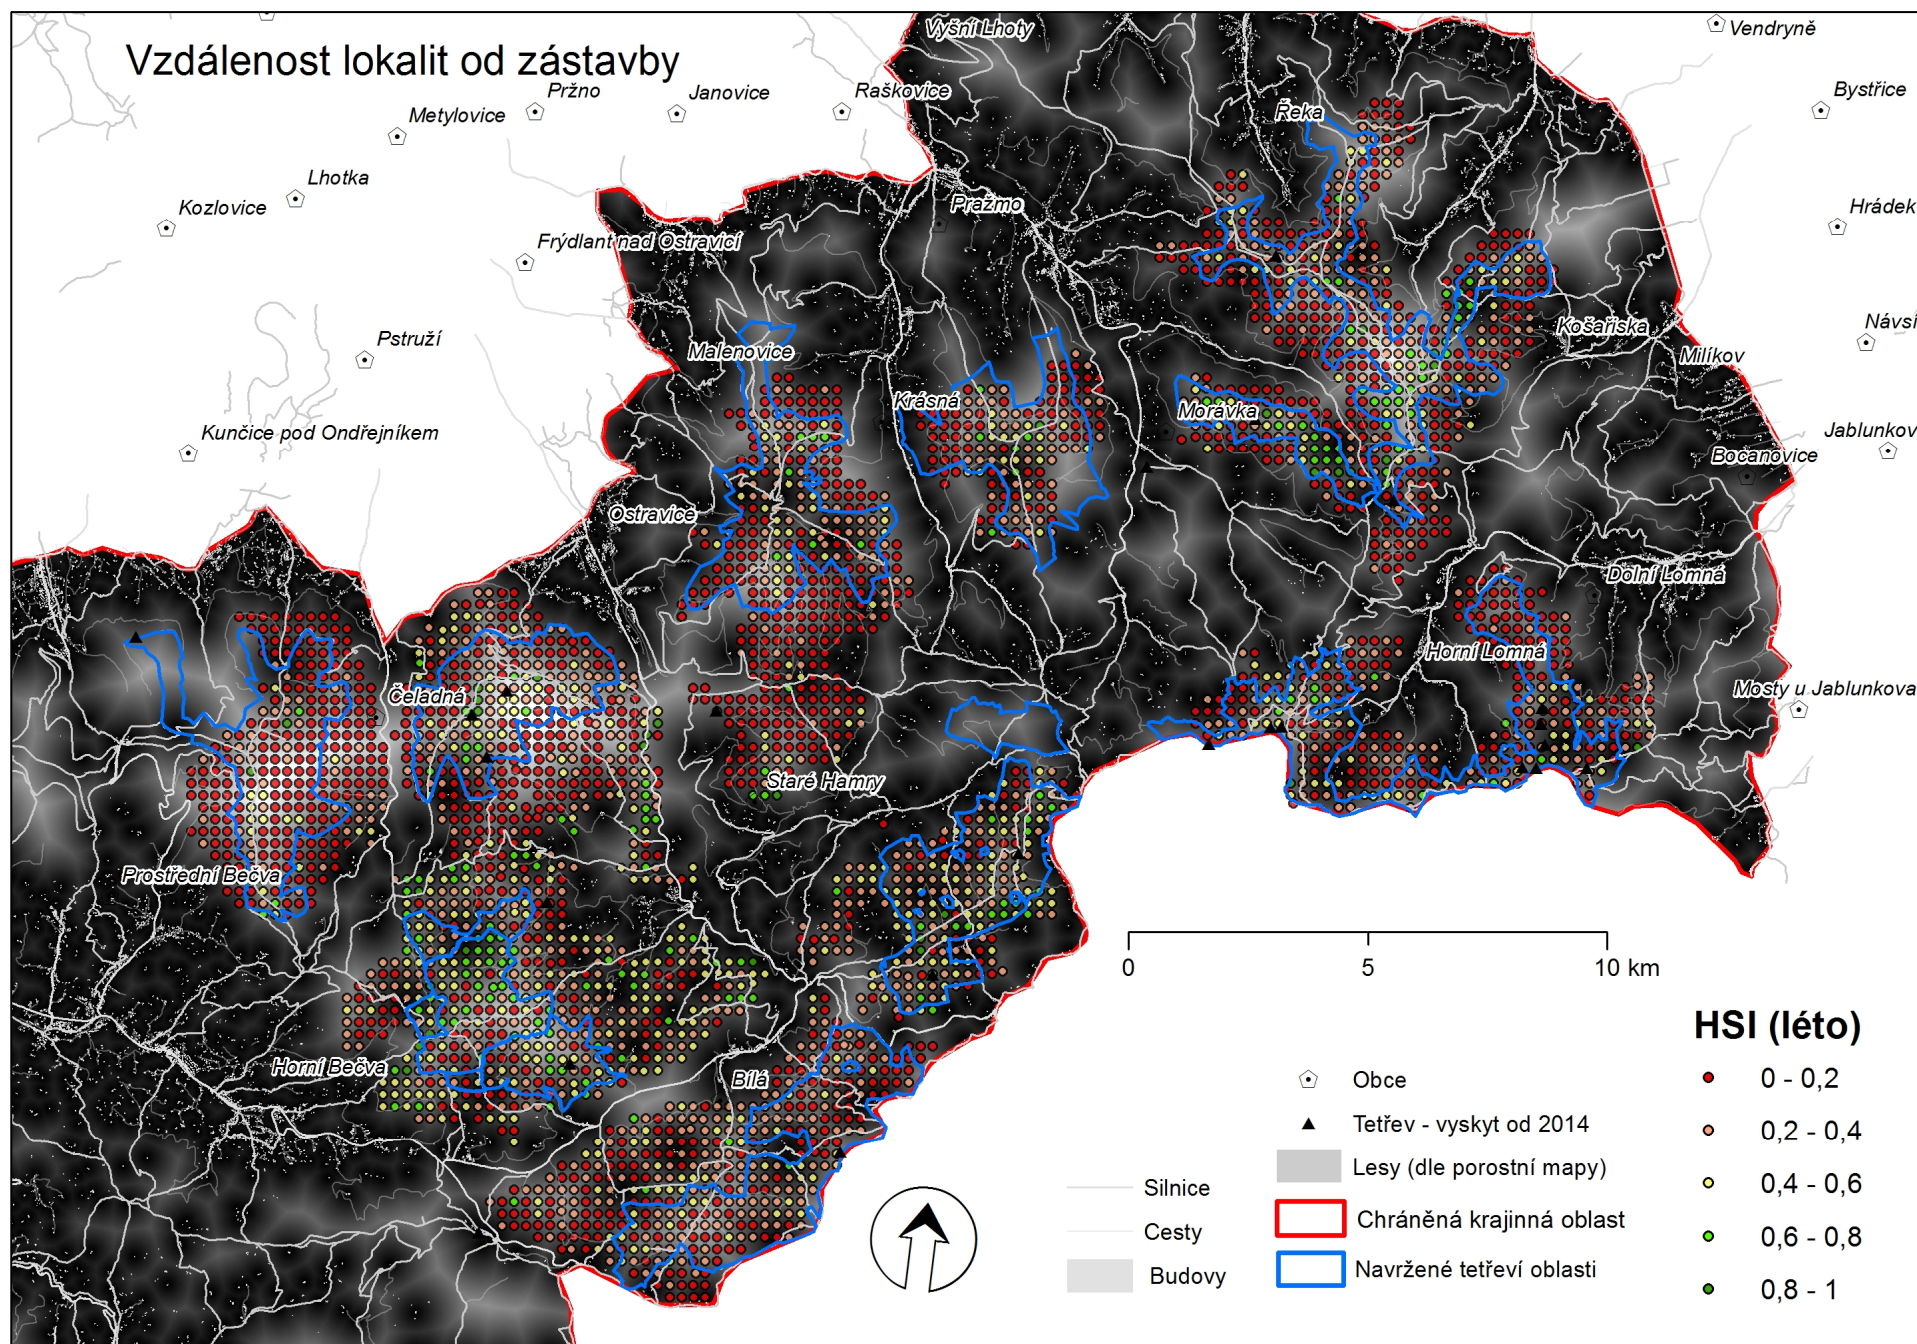 Vzdálenost lokalit od zástavby
Vyšní Lhoty
Vendryně
Pržno
Janovice
Raškovice
Metylovice
Řeka
Bystřice
Lhotka
Kozlovice
Pražmo
Hrádek
Frýdlant nad Ostravicí
Pstruží
Malenovice
Košařiska
Návsí
Milíkov
Krásná
Morávka
Kunčice pod Ondřejníkem
Jablunkov
Bocanovice
Ostravice
Dolní Lomná
Horní Lomná
Čeladná
Mosty u Jablunkova
Staré Hamry
Prostřední Bečva
Horní Bečva
Bílá
0 5 10 km
HSI (léto)
0 - 0,2
0,2 - 0,4
0,4 - 0,6
0,6 - 0,8
0,8 - 1
Obce
Tetřev - vyskyt od 2014
Lesy (dle porostní mapy)
Chráněná krajinná oblast
Navržené tetřeví oblasti
Silnice
Cesty
Budovy